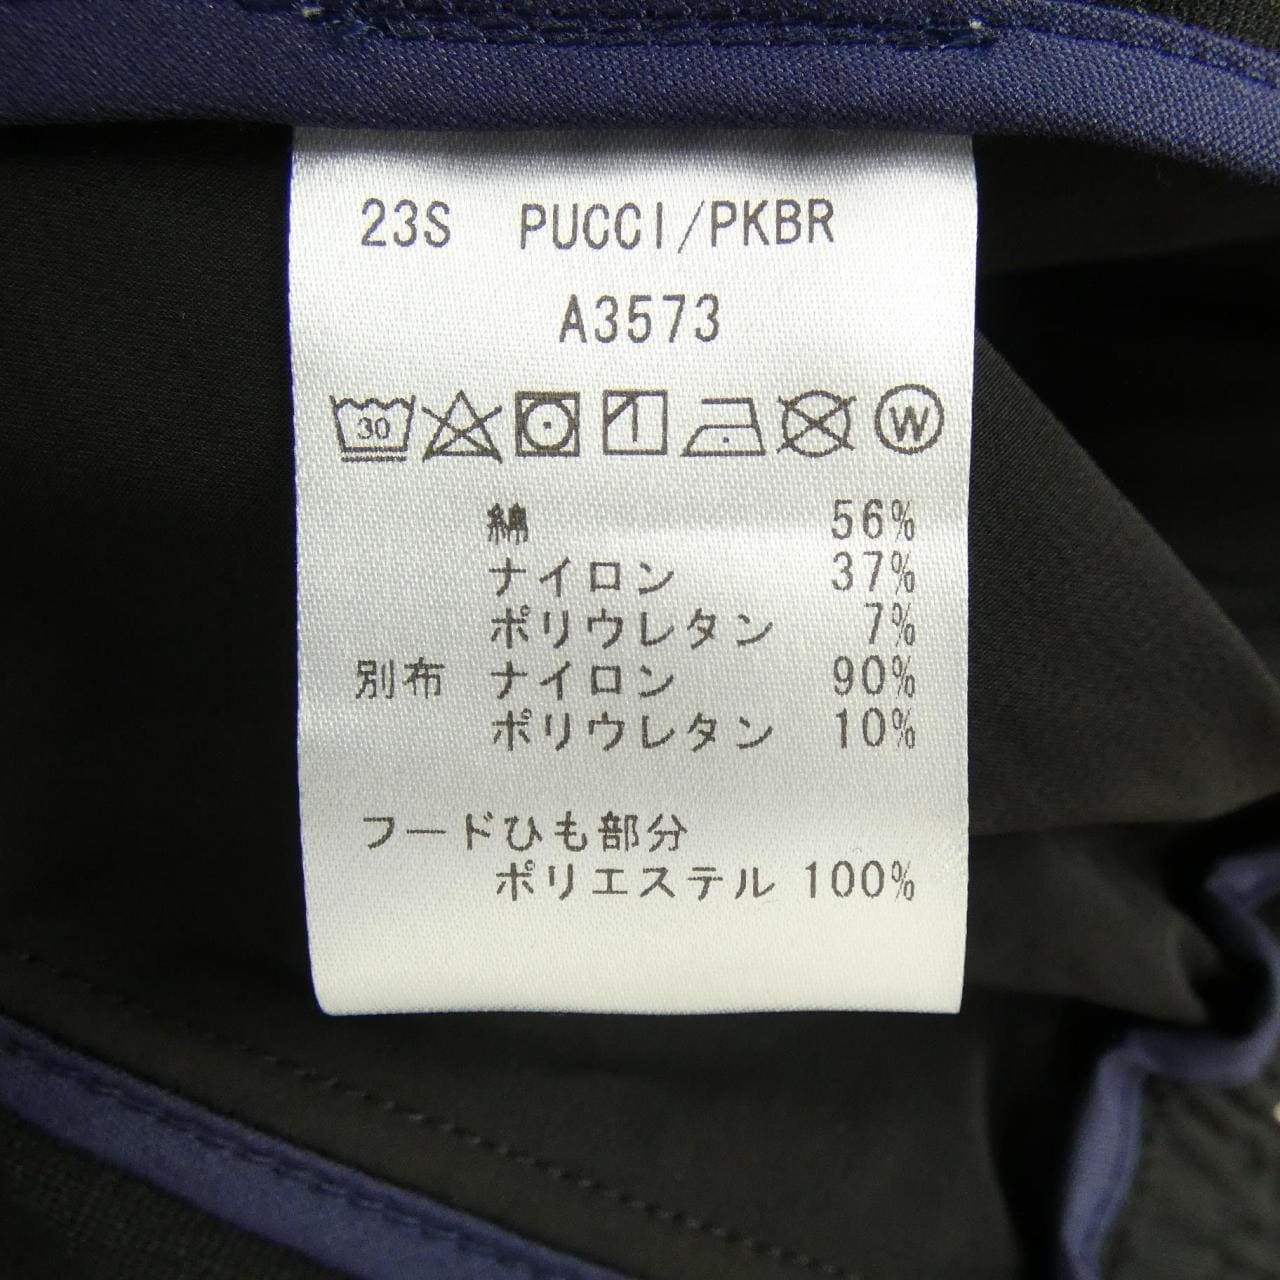 23S PUCCI/PKBR
A3573
30 W
綿 56%
ナイロン 37%
ポリウレタン 7%
別布 ナイロン 90%
ポリウレタン 10%
フードひも部分
ポリエステル 100%